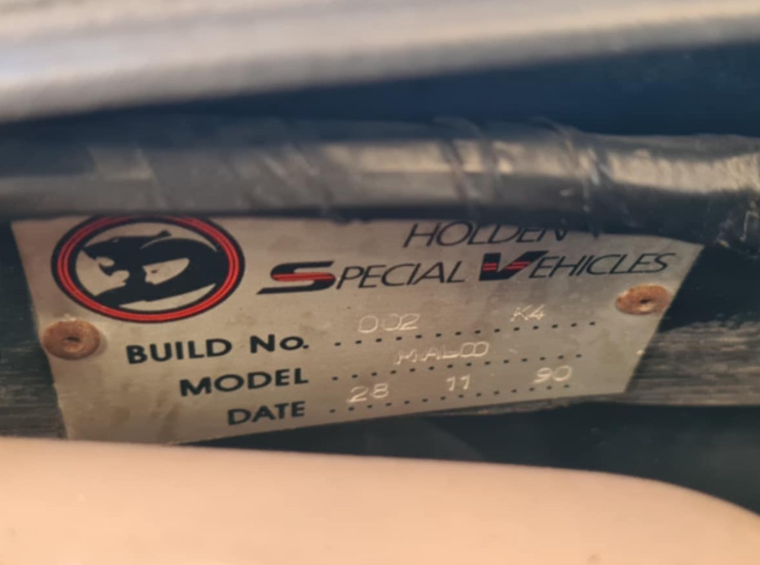 HOLDEN
SPECIAL VEHICLES
BUILD No. 002 K4
MODEL MALOO
DATE 28 11 90